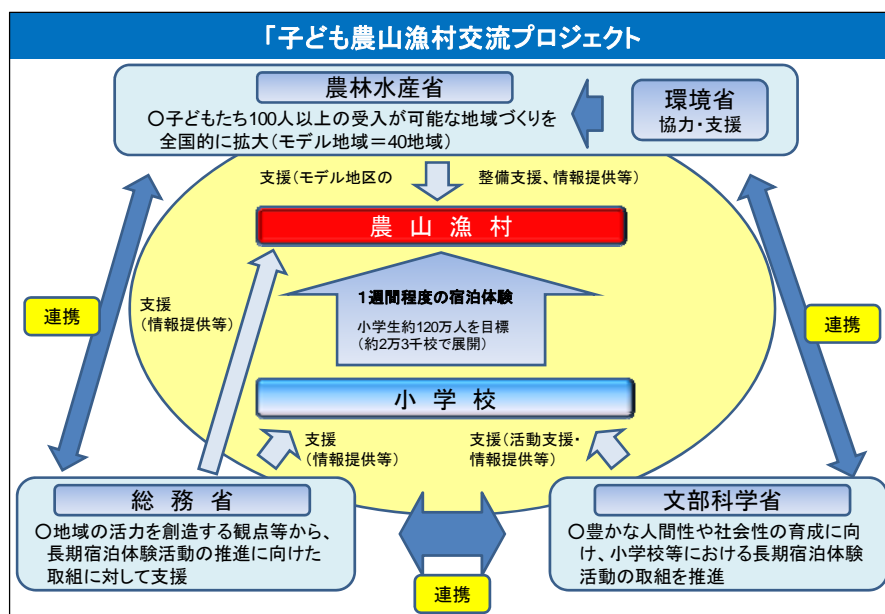 「子ども農山漁村交流プロジェクト
農林水産省
○子どもたち100人以上の受入が可能な地域づくりを
全国的に拡大(モデル地域=40地域)
環境省
協力・支援
支援(モデル地区の
整備支援、情報提供等)
農山漁村
1週間程度の宿泊体験
小学生約120万人を目標
(約2万3千校で展開)
支援
(情報提供等)
連携
連携
小学校
支援
(情報提供等)
支援(活動支援・
情報提供等)
総務省
○地域の活力を創造する観点等から、
長期宿泊体験活動の推進に向けた
取組に対して支援
連携
文部科学省
○豊かな人間性や社会性の育成に向
け、小学校等における長期宿泊体験
活動の取組を推進